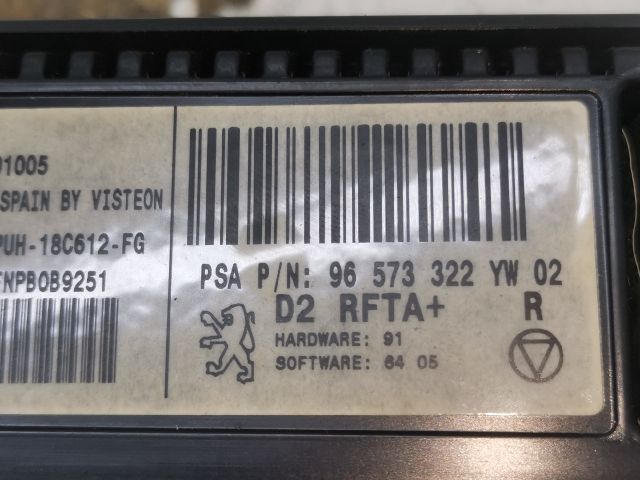 01005
SPAIN BY VISTEON
PUH-18C612-FG
NPB0B9251
PSA P/N: 96 573 322 YW 02
D2 RFTA+ R
HARDWARE: 91
SOFTWARE: 64 05